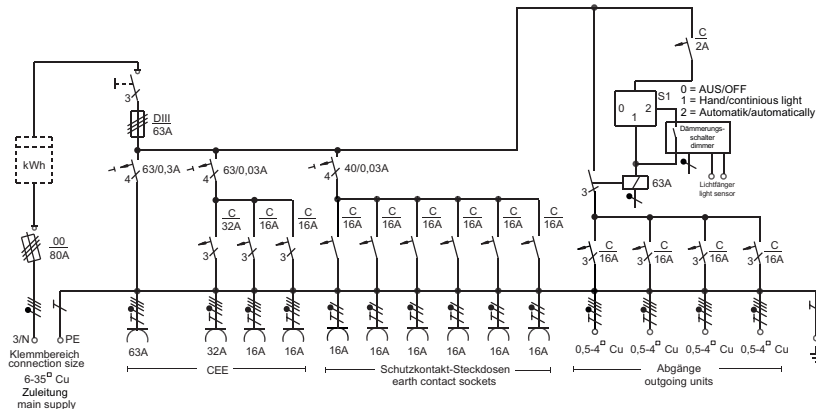 C
2A
S1
0
2
1
0 = AUS/OFF
1 = Hand/continious light
2 = Automatik/automatically
Dämmerungs-
schalter
dimmer
Lichtfänger
light sensor
3
DIII
63A
kWh
63/0,3A
4
63/0,03A
4
40/0,03A
4
3
63A
00
80A
C
32A
3
C
16A
3
C
16A
3
C
16A
C
16A
C
16A
C
16A
C
16A
C
16A
C
16A
3
C
16A
3
C
16A
3
C
16A
3
3/N
PE
63A
32A
16A
16A
16A
16A
16A
16A
16A
16A
0,5-4□ Cu
0,5-4□ Cu
0,5-4□ Cu
0,5-4□ Cu
Klemmbereich
connection size
6-35□ Cu
Zuleitung
main supply
CEE
Schutzkontakt-Steckdosen
earth contact sockets
Abgänge
outgoing units